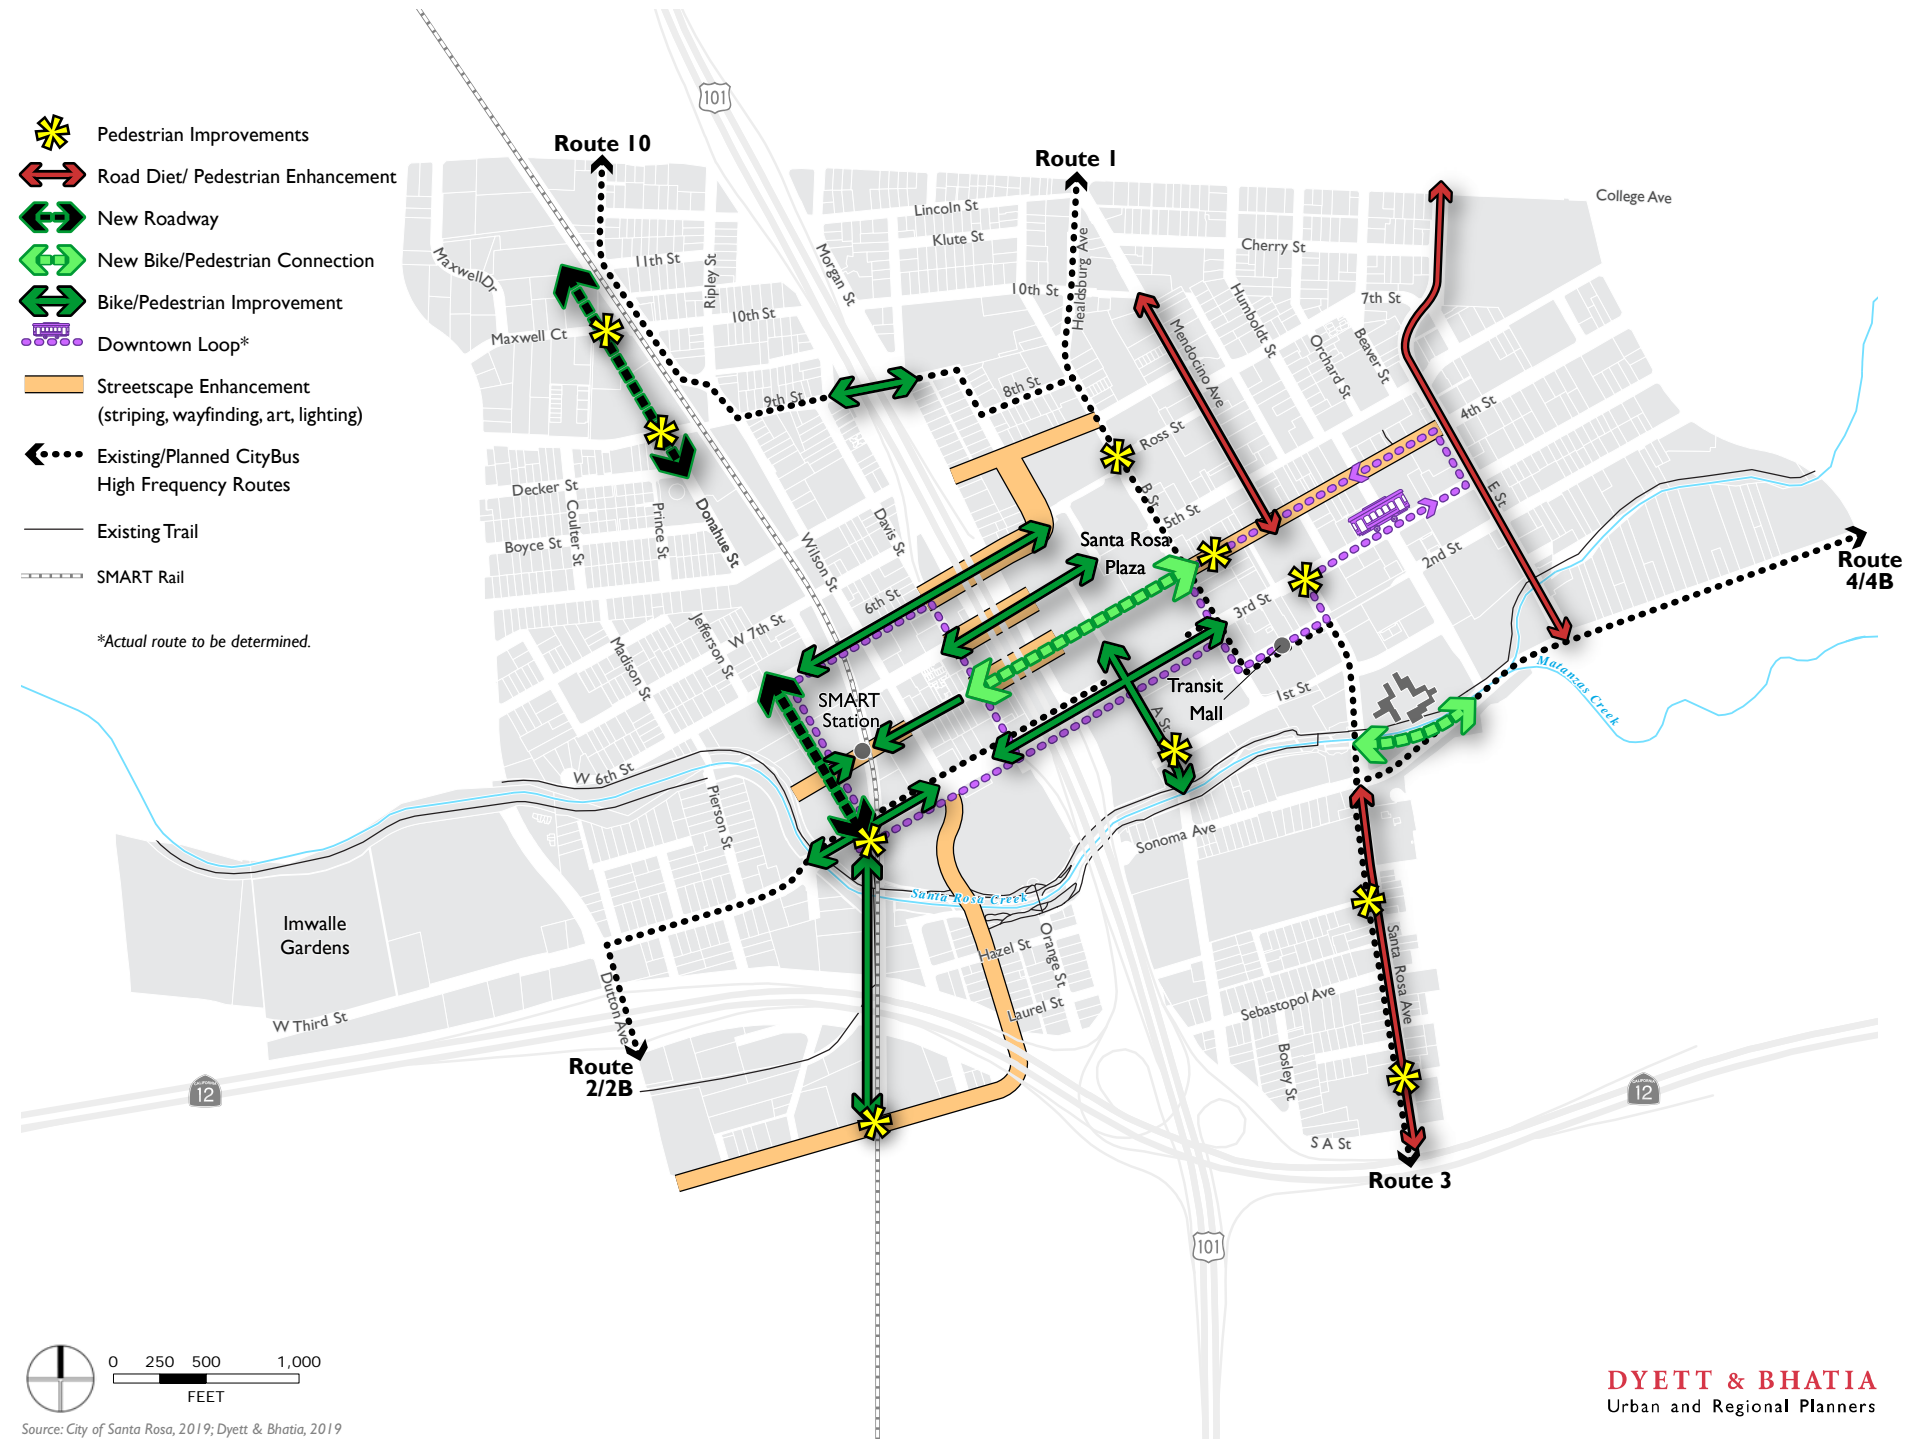 101
Route 10
Route 1
Pedestrian Improvements
Road Diet/ Pedestrian Enhancement
New Roadway
New Bike/Pedestrian Connection
Bike/Pedestrian Improvement
Downtown Loop*
Streetscape Enhancement
(striping, wayfinding, art, lighting)
Existing/Planned CityBus
High Frequency Routes
Existing Trail
SMART Rail
*Actual route to be determined.
College Ave
Lincoln St
Klute St
Cherry St
Maxwell Dr
11th St
Ripley St
Morgan St
10th St
10th St
Healdsburg Ave
Humboldt St
7th St
Maxwell Ct
Mendocino Ave
Orchard St
Beaver St
9th St
8th St
4th St
Ross St
Decker St
Coulter St
Prince St
Donahue St
Boyce St
Wilson St
Davis St
B St
5th St
E St
Santa Rosa
Plaza
2nd St
Route
4/4B
6th St
3rd St
W 7th St
Jefferson St
Madison St
SMART
Station
Transit
Mall
A St
1st St
Matanzas Creek
W 6th St
Pierson St
Sonoma Ave
Santa Rosa Creek
Imwalle
Gardens
Hazel St
Orange St
Santa Rosa Ave
Dutton Ave
W Third St
Laurel St
Sebastopol Ave
Bosley St
Route
2/2B
CALIFORNIA
12
CALIFORNIA
12
S A St
Route 3
101
0 250 500 1,000
FEET
Source: City of Santa Rosa, 2019; Dyett & Bhatia, 2019
DYETT & BHATIA
Urban and Regional Planners